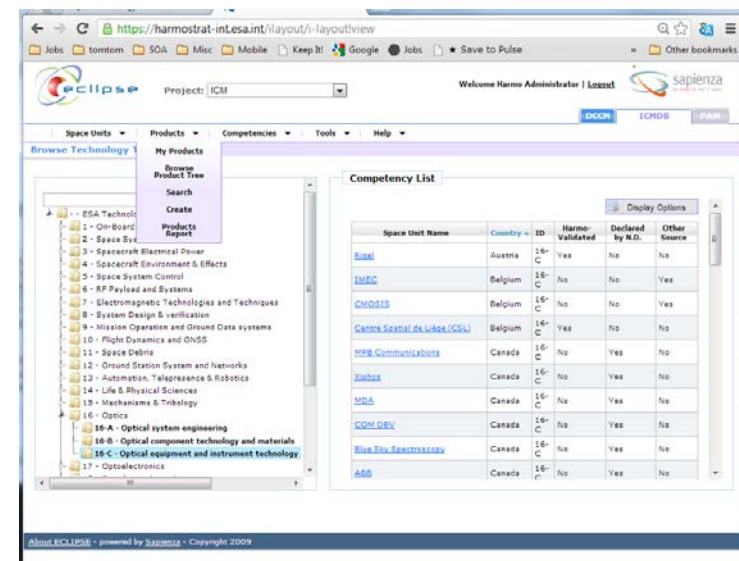 https://harmostrat-int.esa.int/ilayout/i-layout!view
Jobs tomtom SOA Misc Mobile Keep It! Google Jobs ★ Save to Pulse » Other bookmarks
eclipse Project: ICM Welcome Harmo Administrator | Logout sapienza
DCCM ICMDB PAM
Space Units Products Competencies Tools Help
Browse Technology T
My Products
Browse
Product Tree
Search
Create
Products
Report
- - ESA Technolo
1 - On-Board
2 - Space Sys
3 - Spacecraft Electrical Power
4 - Spacecraft Environment & Effects
5 - Space System Control
6 - RF Payload and Systems
7 - Electromagnetic Technologies and Techniques
8 - System Design & verification
9 - Mission Operation and Ground Data systems
10 - Flight Dynamics and GNSS
11 - Space Debris
12 - Ground Station System and Networks
13 - Automation, Telepresence & Robotics
14 - Life & Physical Sciences
15 - Mechanisms & Tribology
16 - Optics
16-A - Optical system engineering
16-B - Optical component technology and materials
16-C - Optical equipment and instrument technology
17 - Optoelectronics
Competency List
Display Options
Space Unit Name Country ID Harmo-Validated Declared by N.D. Other Source
Rigel Austria 16-C Yes No No
IMEC Belgium 16-C No No Yes
CMOSIS Belgium 16-C No No Yes
Centre Spatial de Liège (CSL) Belgium 16-C Yes No No
MPB Communications Canada 16-C No Yes No
Xiphos Canada 16-C No Yes No
MDA Canada 16-C No Yes No
COM DEV Canada 16-C No Yes No
Blue Sky Spectroscopy Canada 16-C No Yes No
ABB Canada 16-C No Yes No
About ECLIPSE - powered by Sapienza - Copyright 2009